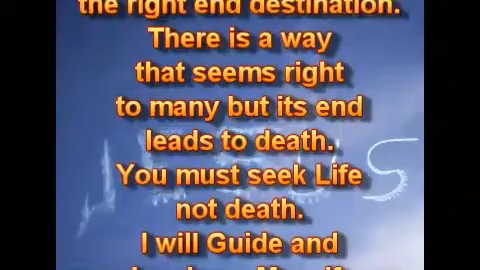 the right end destination.
There is a way
that seems right
to many but its end
leads to death.
You must seek Life
not death.
I will Guide and